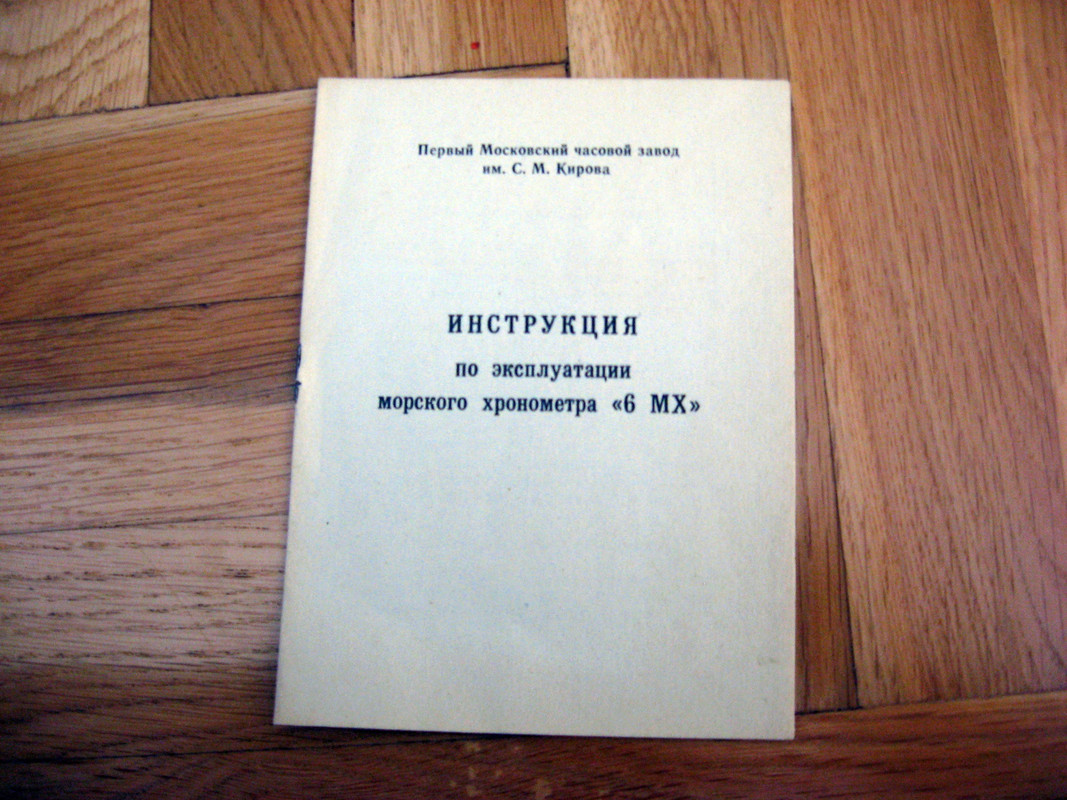 Первый Московский часовой завод
им. С. М. Кирова
ИНСТРУКЦИЯ
по эксплуатации
морского хронометра «6 МХ»